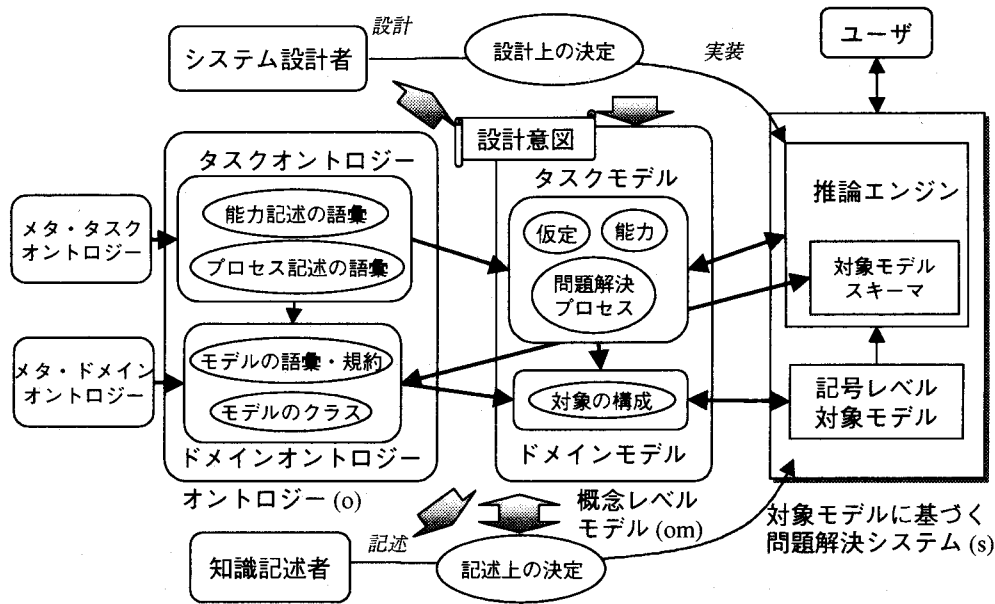 システム設計者
設計
設計上の決定
実装
ユーザ
設計意図
タスクオントロジー
能力記述の語彙
プロセス記述の語彙
メタ・タスク
オントロジー
タスクモデル
仮定
能力
問題解決
プロセス
推論エンジン
対象モデル
スキーマ
メタ・ドメイン
オントロジー
モデルの語彙・規約
モデルのクラス
ドメインオントロジー
オントロジー (o)
対象の構成
ドメインモデル
概念レベル
モデル (om)
記号レベル
対象モデル
対象モデルに基づく
問題解決システム (s)
知識記述者
記述
記述上の決定